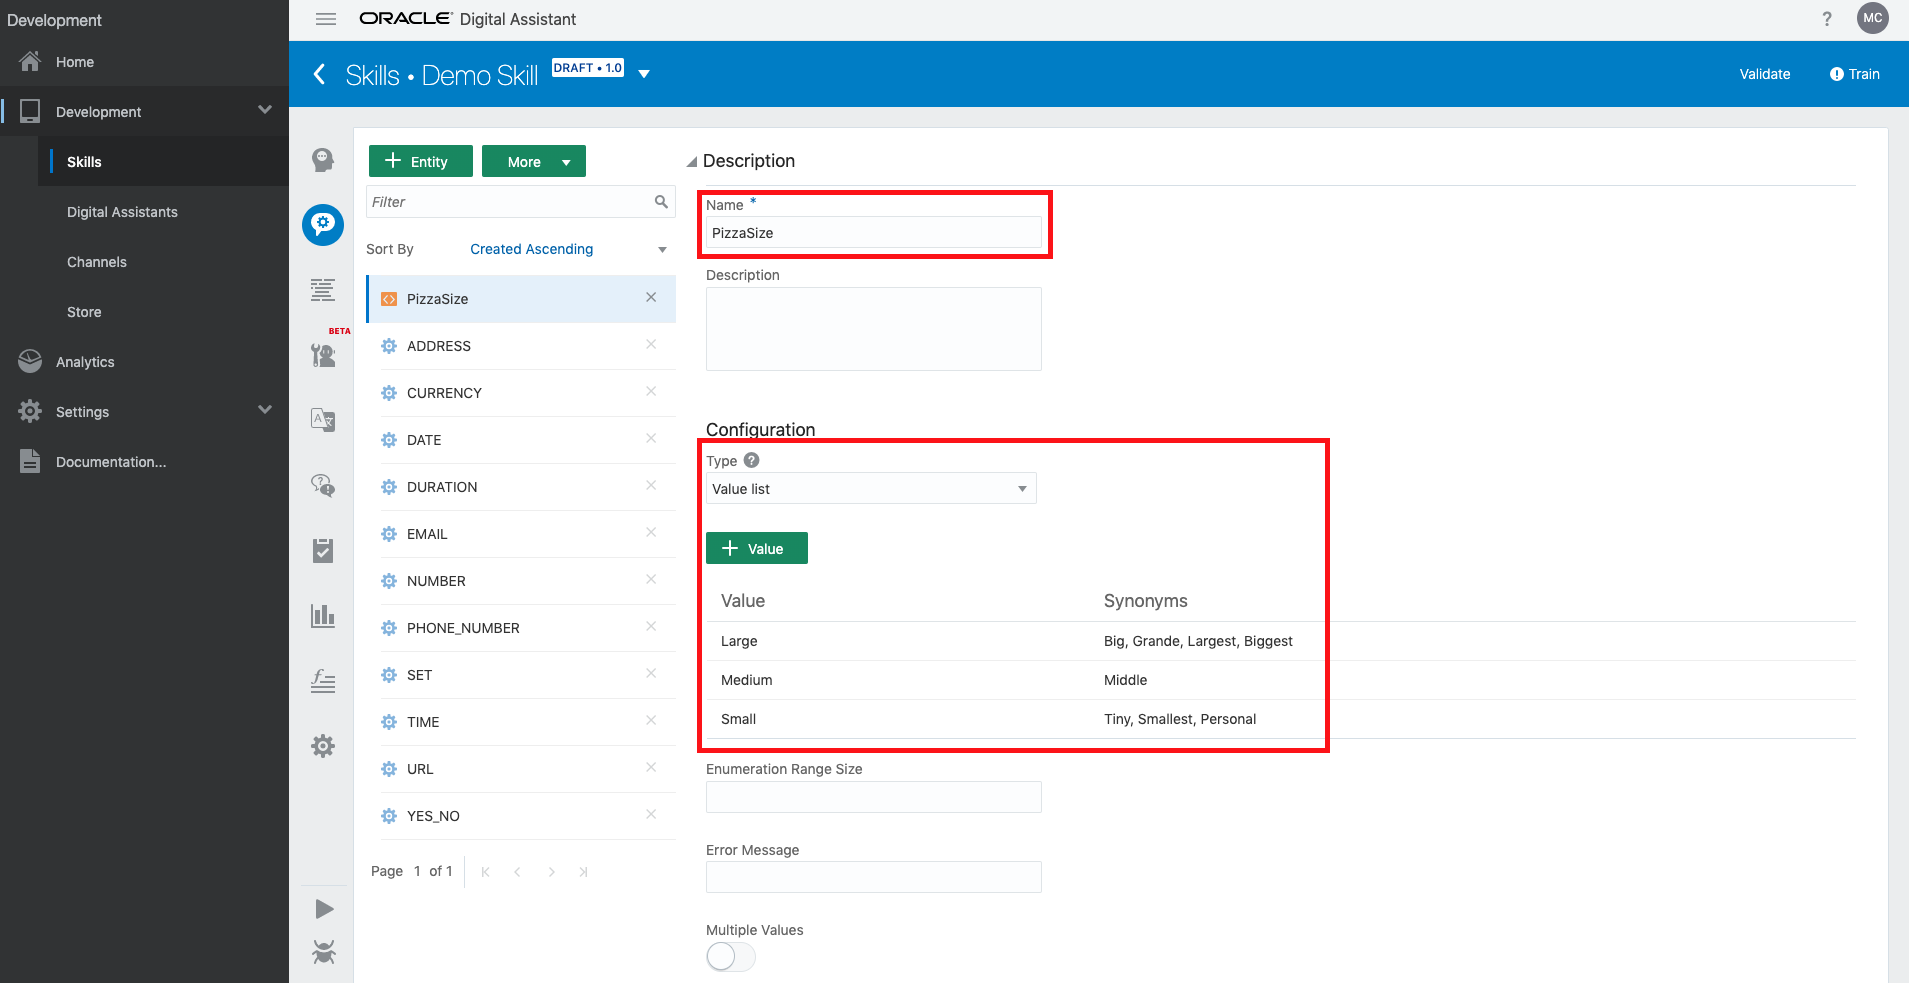 Development
Home
Development
Skills
Digital Assistants
Channels
Store
Analytics
Settings
Documentation...
ORACLE® Digital Assistant
?
MC
Skills • Demo Skill
DRAFT • 1.0
Validate
Train
BETA
+ Entity
More
Filter
Sort By
Created Ascending
PizzaSize
ADDRESS
CURRENCY
DATE
DURATION
EMAIL
NUMBER
PHONE_NUMBER
SET
TIME
URL
YES_NO
Page 1 of 1
Description
Name *
PizzaSize
Description
Configuration
Type ?
Value list
+ Value
Value Synonyms
Large Big, Grande, Largest, Biggest
Medium Middle
Small Tiny, Smallest, Personal
Enumeration Range Size
Error Message
Multiple Values